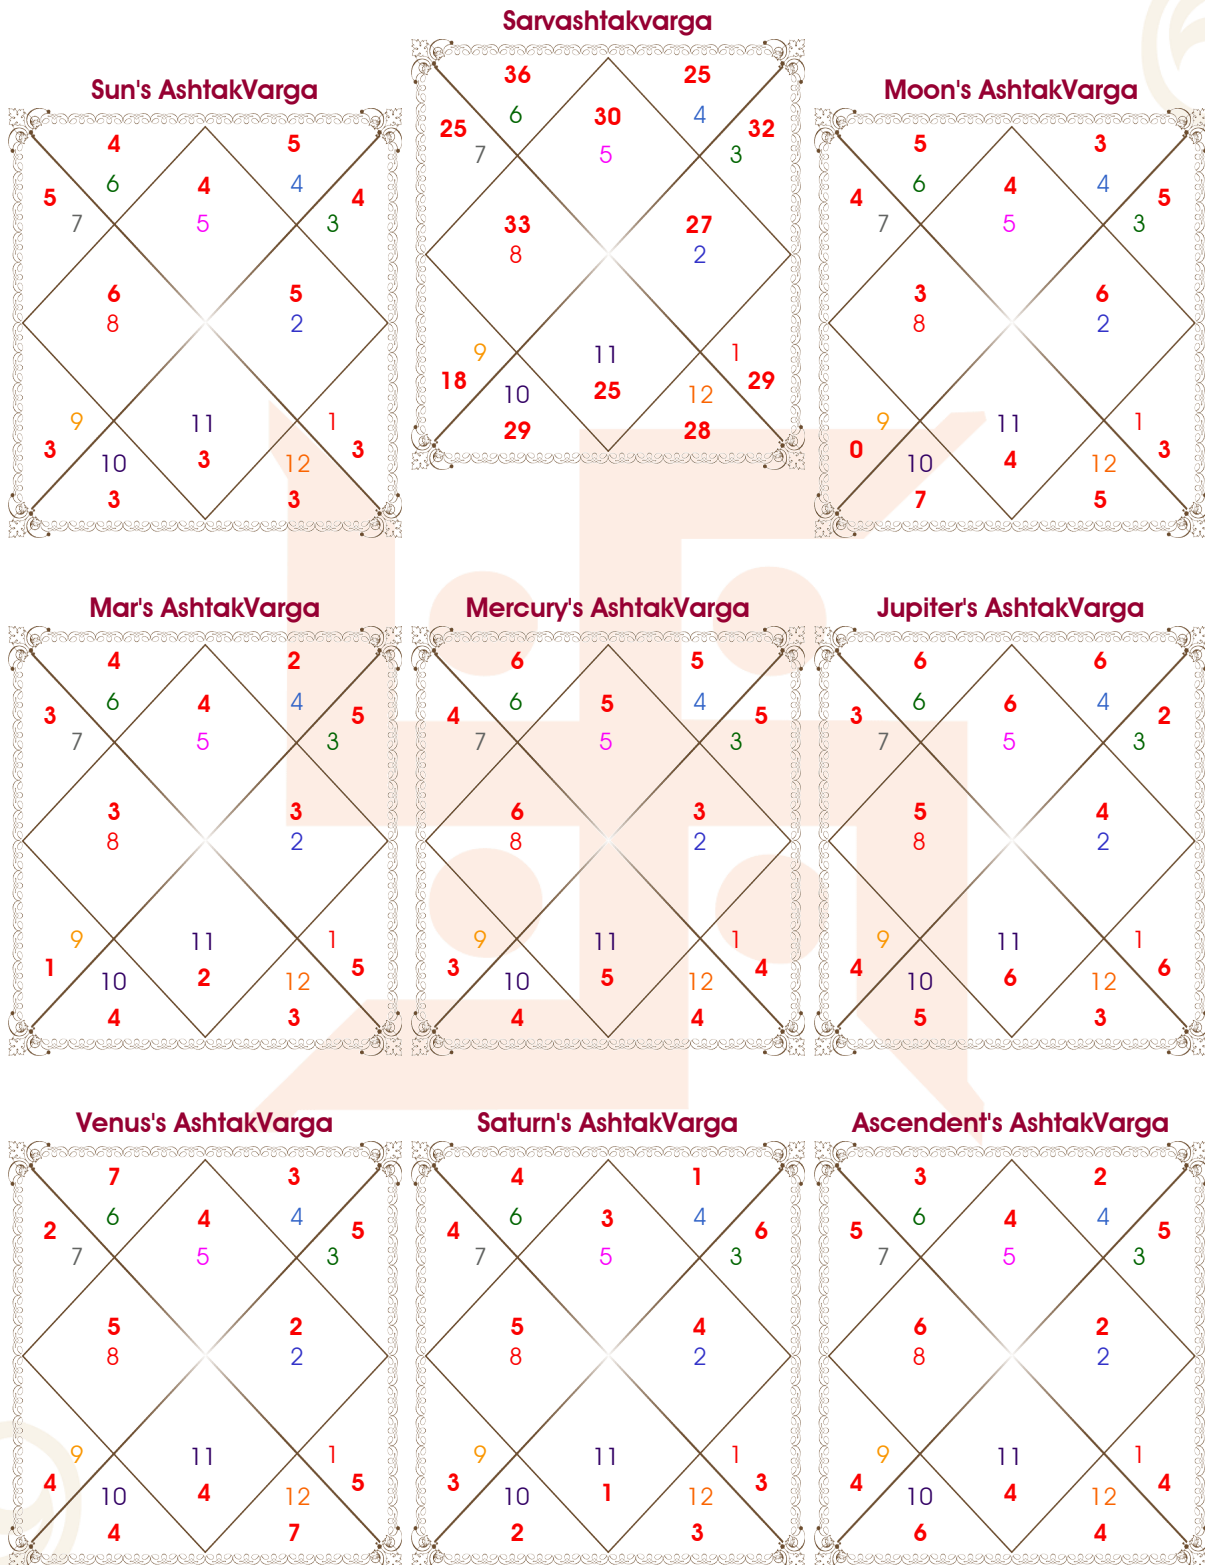 Sarvashtakvarga
36 25
6 30 4
25 32
7 5 3
33 27
8 2
9 11 1
18 25 29
10 12
29 28
Sun's AshtakVarga
4 5
6 4 4
5 4
7 5 3
6 5
8 2
9 11 1
3 3
10 3 12
3 3
Moon's AshtakVarga
5 3
6 4 4
4 5
7 5 3
3 6
8 2
9 11 1
0 3
10 4 12
7 5
Mar's AshtakVarga
4 2
6 4 4
3 5
7 5 3
3 3
8 2
9 11 1
1 5
10 2 12
4 3
Mercury's AshtakVarga
6 5
6 5 4
4 5
7 5 3
6 3
8 2
9 11 1
3 4
10 5 12
4 4
Jupiter's AshtakVarga
6 6
6 6 4
3 2
7 5 3
5 4
8 2
9 11 1
4 6
10 6 12
5 3
Venus's AshtakVarga
7 3
6 4 4
2 5
7 5 3
5 2
8 2
9 11 1
4 5
10 4 12
4 7
Saturn's AshtakVarga
4 1
6 3 4
4 6
7 5 3
5 4
8 2
9 11 1
3 3
10 1 12
2 3
Ascendent's AshtakVarga
3 2
6 4 4
5 5
7 5 3
6 2
8 2
9 11 1
4 4
10 4 12
6 4